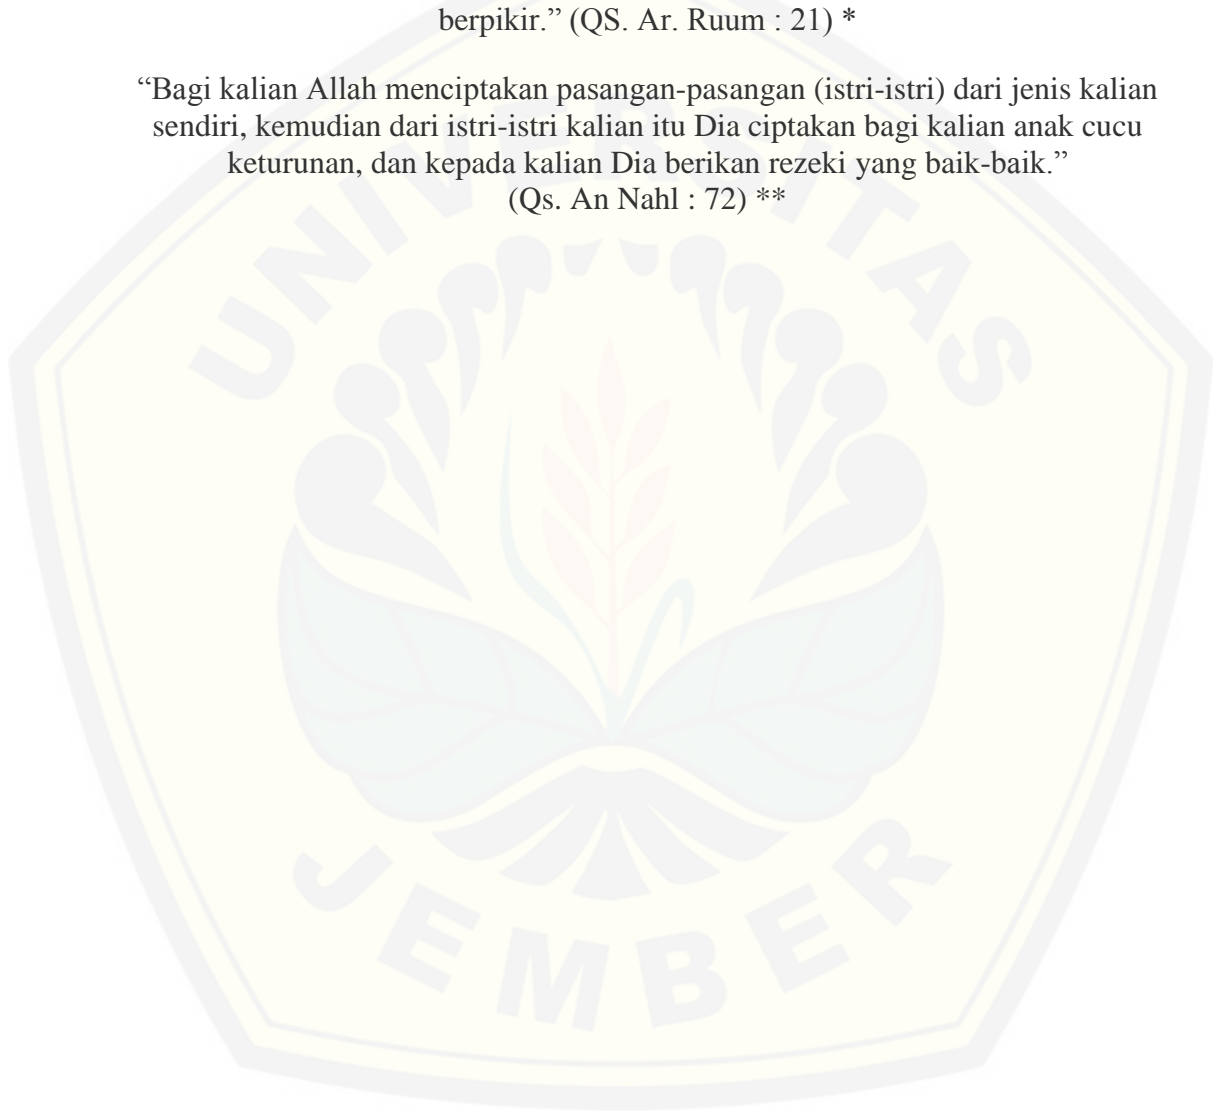 berpikir.” (QS. Ar. Ruum : 21) *
“Bagi kalian Allah menciptakan pasangan-pasangan (istri-istri) dari jenis kalian
sendiri, kemudian dari istri-istri kalian itu Dia ciptakan bagi kalian anak cucu
keturunan, dan kepada kalian Dia berikan rezeki yang baik-baik.”
(Qs. An Nahl : 72) **
UNIVERSITAS
JEMBER